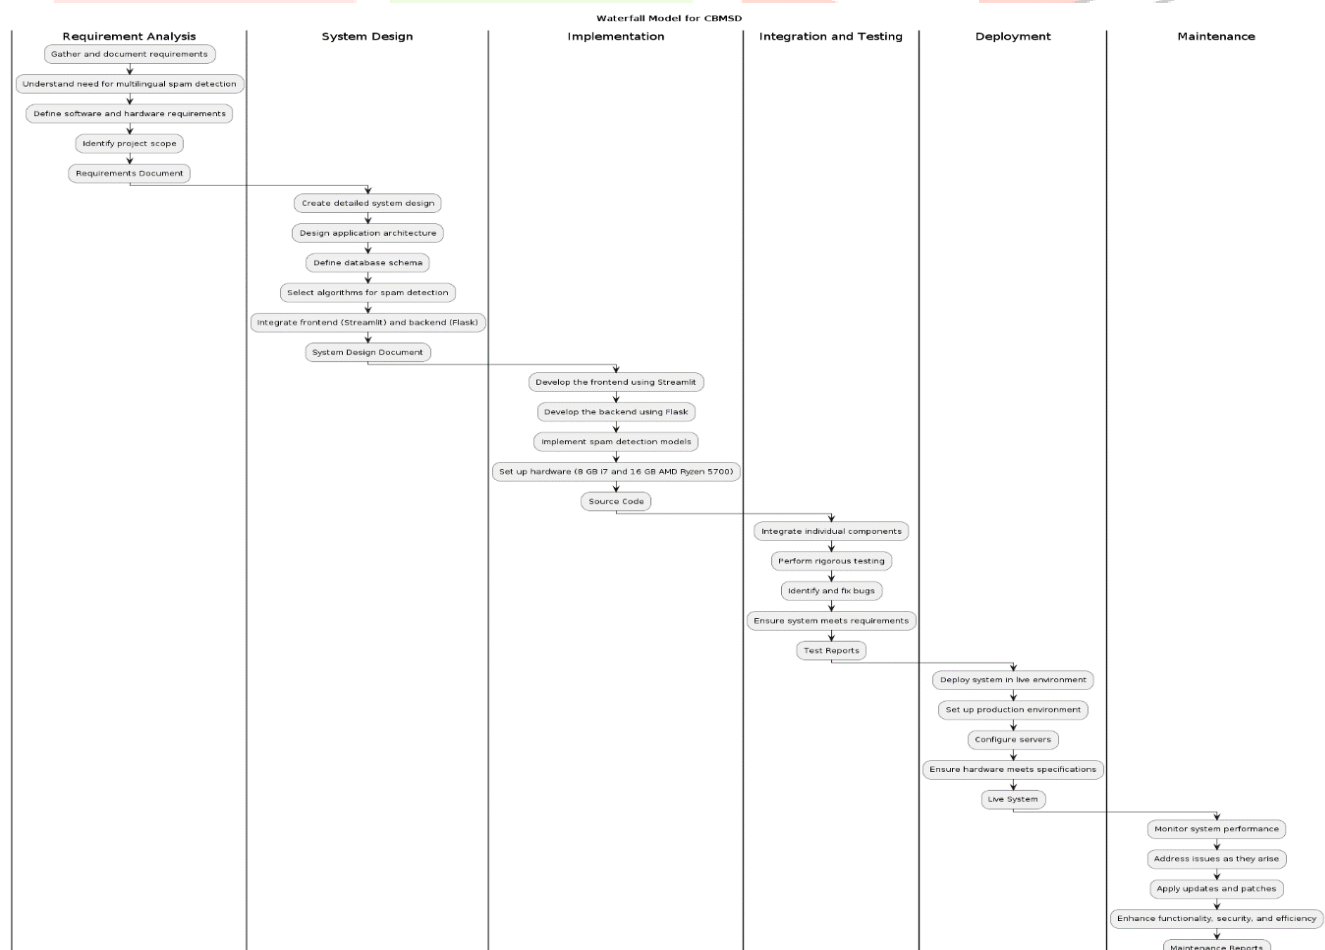 Waterfall Model for CBMSD
Requirement Analysis
System Design
Implementation
Integration and Testing
Deployment
Maintenance
Gather and document requirements
Understand need for multilingual spam detection
Define software and hardware requirements
Identify project scope
Requirements Document
Create detailed system design
Design application architecture
Define database schema
Select algorithms for spam detection
Integrate frontend (Streamlit) and backend (Flask)
System Design Document
Develop the frontend using Streamlit
Develop the backend using Flask
Implement spam detection models
Set up hardware (8 GB i7 and 16 GB AMD Ryzen 5700)
Source Code
Integrate individual components
Perform rigorous testing
Identify and fix bugs
Ensure system meets requirements
Test Reports
Deploy system in live environment
Set up production environment
Configure servers
Ensure hardware meets specifications
Live System
Monitor system performance
Address issues as they arise
Apply updates and patches
Enhance functionality, security, and efficiency
Maintenance Reports